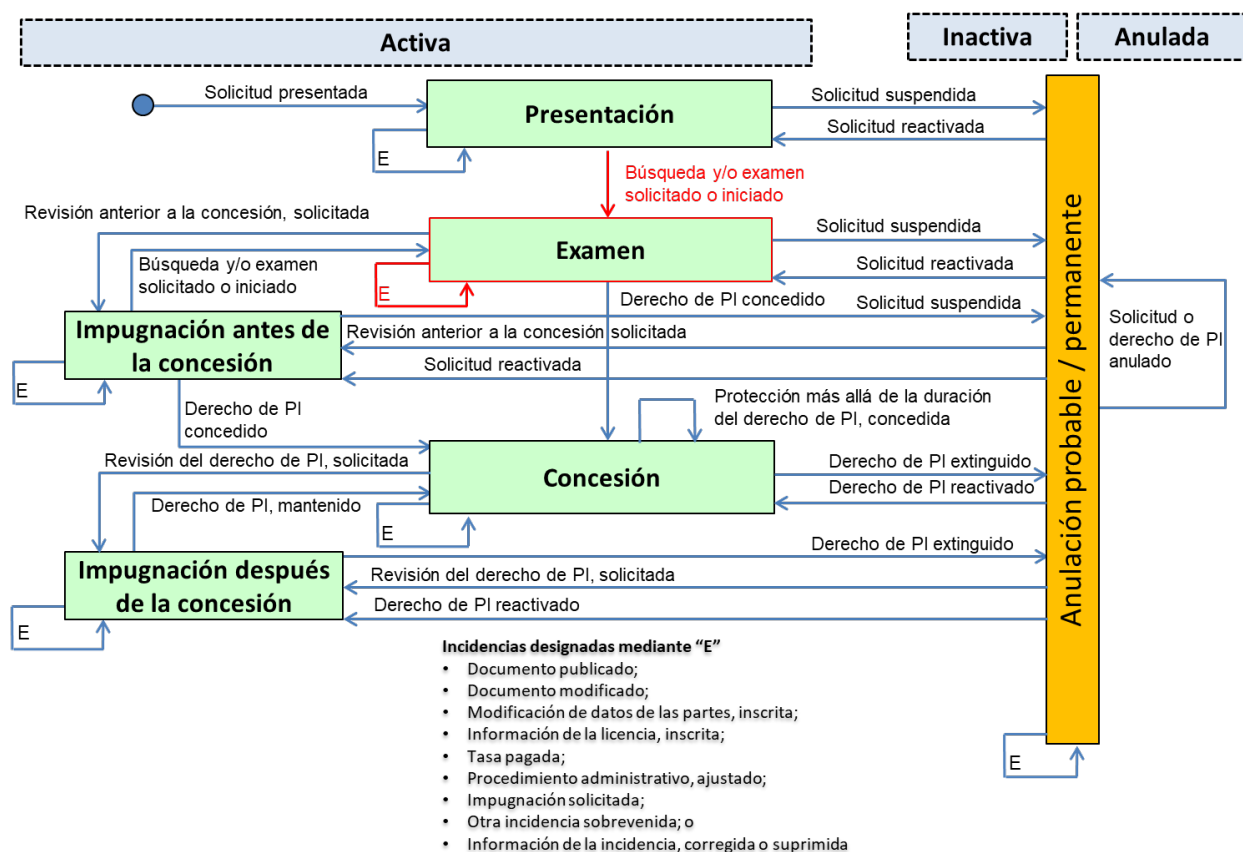 Activa
Inactiva
Anulada
Solicitud presentada
Presentación
Solicitud suspendida
Solicitud reactivada
E
Búsqueda y/o examen
solicitado o iniciado
Revisión anterior a la concesión, solicitada
Examen
Solicitud suspendida
Solicitud reactivada
Búsqueda y/o examen
solicitado o iniciado
E
Derecho de PI concedido
Solicitud suspendida
Impugnación antes de
la concesión
Revisión anterior a la concesión solicitada
Solicitud reactivada
E
Solicitud o
derecho de PI
anulado
Anulación probable / permanente
Derecho de PI
concedido
Protección más allá de la duración
del derecho de PI, concedida
Revisión del derecho de PI, solicitada
Concesión
Derecho de PI extinguido
Derecho de PI reactivado
Derecho de PI, mantenido
E
Derecho de PI extinguido
Impugnación después
de la concesión
Revisión del derecho de PI, solicitada
Derecho de PI reactivado
E
Incidencias designadas mediante “E”
• Documento publicado;
• Documento modificado;
• Modificación de datos de las partes, inscrita;
• Información de la licencia, inscrita;
• Tasa pagada;
• Procedimiento administrativo, ajustado;
• Impugnación solicitada;
• Otra incidencia sobrevenida; o
• Información de la incidencia, corregida o suprimida
E